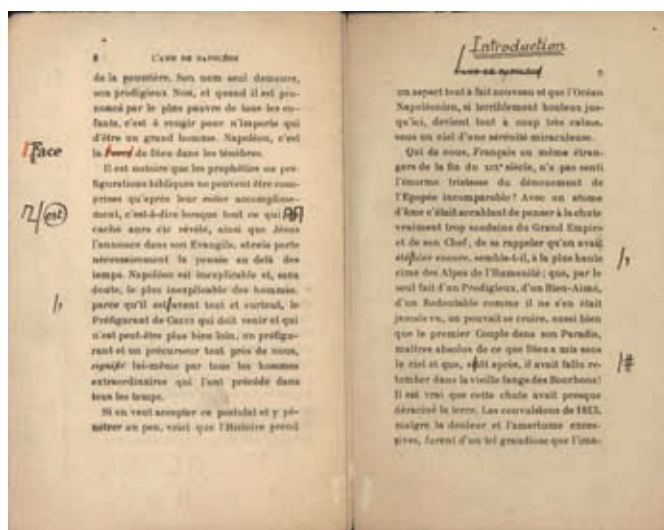 8 L'AME DE NAPOLÉON
de la poussière. Son nom seul demeure,
son prodigieux Nom, et quand il est pro-
noncé par le plus pauvre de tous les en-
fants, c'est à rougir pour n'importe qui
d'être un grand homme. Napoléon, c'est
Face
la de Dieu dans les ténèbres.
Il est notoire que les prophéties ou pré-
figurations bibliques ne peuvent être com-
prises qu'après leur entier accomplisse-
ment, c'est-à-dire lorsque tout ce qui
est
caché aura été révélé, ainsi que Jésus
l'annonce dans son Evangile, et cela porte
nécessairement la pensée au delà des
temps. Napoléon est inexplicable et, sans
doute, le plus inexplicable des hommes,
parce qu'il est avant tout et surtout, le
Préfigurant de CELUI qui doit venir et qui
n'est peut-être plus bien loin, un préfigu-
rant et un précurseur tout près de nous,
signifié lui-même par tous les hommes
extraordinaires qui l'ont précédé dans
tous les temps.
Si on veut accepter ce postulat et y pé-
nétrer un peu, voici que l'Histoire prend
Introduction
L'AME DE NAPOLÉON 9
un aspect tout à fait nouveau et que l'Océan
Napoléonien, si terriblement houleux jus-
qu'ici, devient tout à coup très calme,
sous un ciel d'une sérénité miraculeuse.
Qui de nous, Français ou même étran-
gers de la fin du XIXe siècle, n'a pas senti
l'énorme tristesse du dénouement de
l'Epopée incomparable? Avec un atome
d'âme c'était accablant de penser à la chute
vraiment trop soudaine du Grand Empire
et de son Chef; de se rappeler qu'on avait
été hier encore, semble-t-il, à la plus haute
cime des Alpes de l'Humanité; que, par le
seul fait d'un Prodigieux, d'un Bien-Aimé,
d'un Redoutable comme il ne s'en était
jamais vu, on pouvait se croire, aussi bien
que le premier Couple dans son Paradis,
maîtres absolus de ce que Dieu a mis sous
le ciel et que, sitôt après, il avait fallu re-
tomber dans la vieille fange des Bourbons!
Il est vrai que cette chute avait presque
déraciné la terre. Les convulsions de 1813,
malgré la douleur et l'amertume exces-
sives, furent d'un tel grandiose que l'ima-